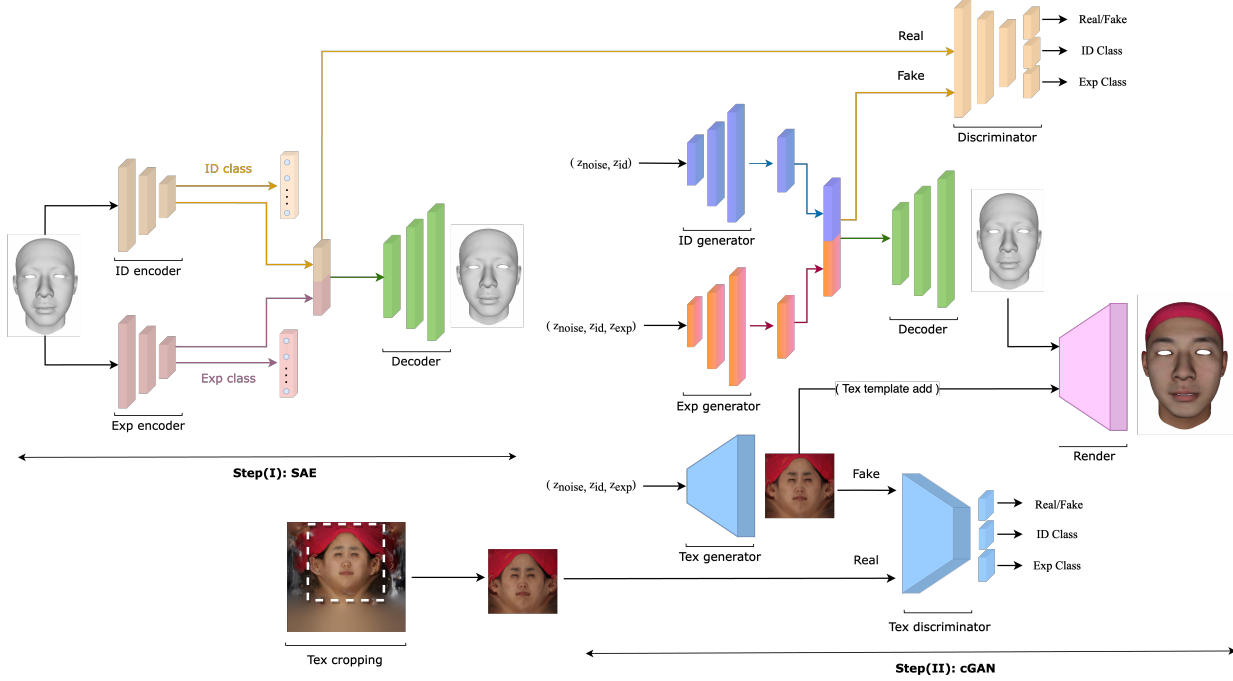 Real
Fake
Real/Fake
ID Class
Exp Class
Discriminator
ID class
ID encoder
Exp class
Exp encoder
Decoder
Step(I): SAE
( z_noise, z_id)
ID generator
( z_noise, z_id, z_exp)
Exp generator
Decoder
( Tex template add )
Render
( z_noise, z_id, z_exp)
Tex generator
Fake
Real
Real/Fake
ID Class
Exp Class
Tex discriminator
Tex cropping
Step(II): cGAN